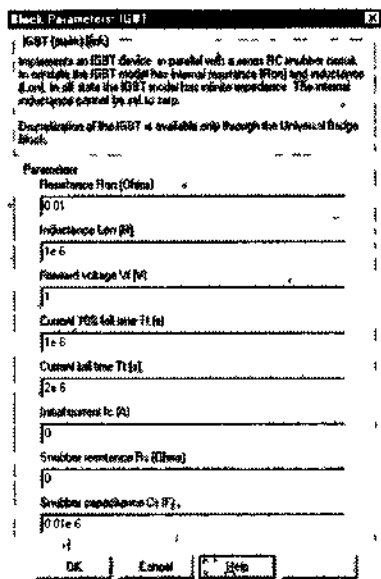 Block Parameters: IGBT
IGBT (mask) (link)
Implements an IGBT device in parallel with a series RC snubber circuit.
In on-state the IGBT model has internal resistance (Ron) and inductance
(Lon). In off-state the IGBT model has infinite impedance. The internal
inductance cannot be set to zero.
Discretization of the IGBT is available only through the Universal Bridge
Block.
Parameters
Resistance Ron (Ohms)
0.01
Inductance Lon (H)
1e-6
Forward voltage Vf (V)
1
Current 10% fall time Tf (s)
1e-6
Current tail time Tt (s)
2e-6
Initial current Ic (A)
0
Snubber resistance Rs (Ohms)
0
Snubber capacitance Cs (F)
0.01e-6
OK
Cancel
Help